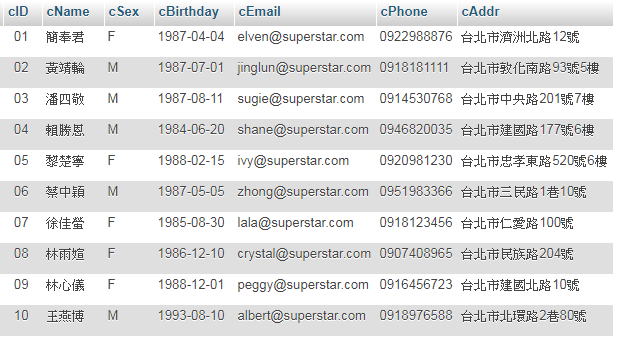 cID cName cSex cBirthday cEmail cPhone cAddr
01 簡奉君 F 1987-04-04 elven@superstar.com 0922988876 台北市濟洲北路12號
02 黃靖輪 M 1987-07-01 jinglun@superstar.com 0918181111 台北市敦化南路93號5樓
03 潘四敬 M 1987-08-11 sugie@superstar.com 0914530768 台北市中央路201號7樓
04 賴勝恩 M 1984-06-20 shane@superstar.com 0946820035 台北市建國路177號6樓
05 黎楚寧 F 1988-02-15 ivy@superstar.com 0920981230 台北市忠孝東路520號6樓
06 蔡中穎 M 1987-05-05 zhong@superstar.com 0951983366 台北市三民路1巷10號
07 徐佳螢 F 1985-08-30 lala@superstar.com 0918123456 台北市仁愛路100號
08 林雨媗 F 1986-12-10 crystal@superstar.com 0907408965 台北市民族路204號
09 林心儀 F 1988-12-01 peggy@superstar.com 0916456723 台北市建國北路10號
10 王燕博 M 1993-08-10 albert@superstar.com 0918976588 台北市北環路2巷80號